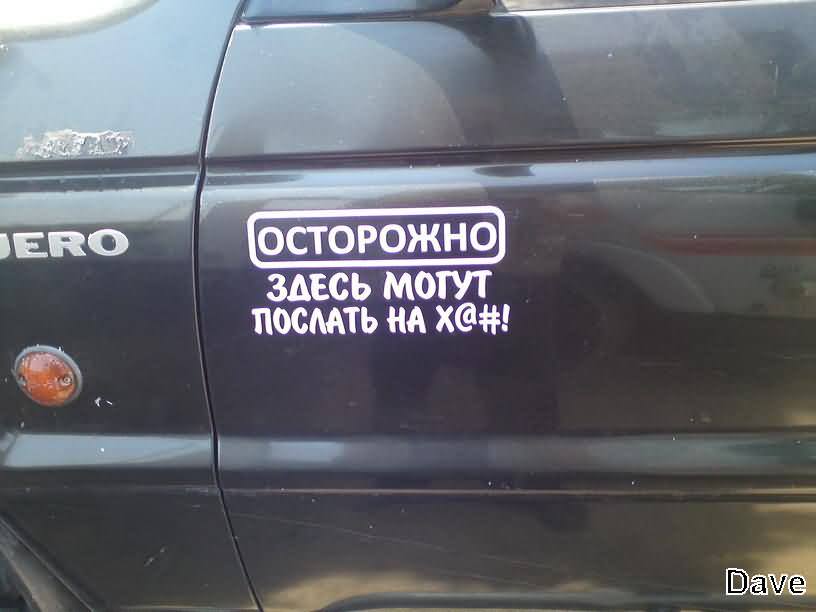 JERO
ОСТОРОЖНО
ЗДЕСЬ МОГУТ
ПОСЛАТЬ НА Х@#!
Dave